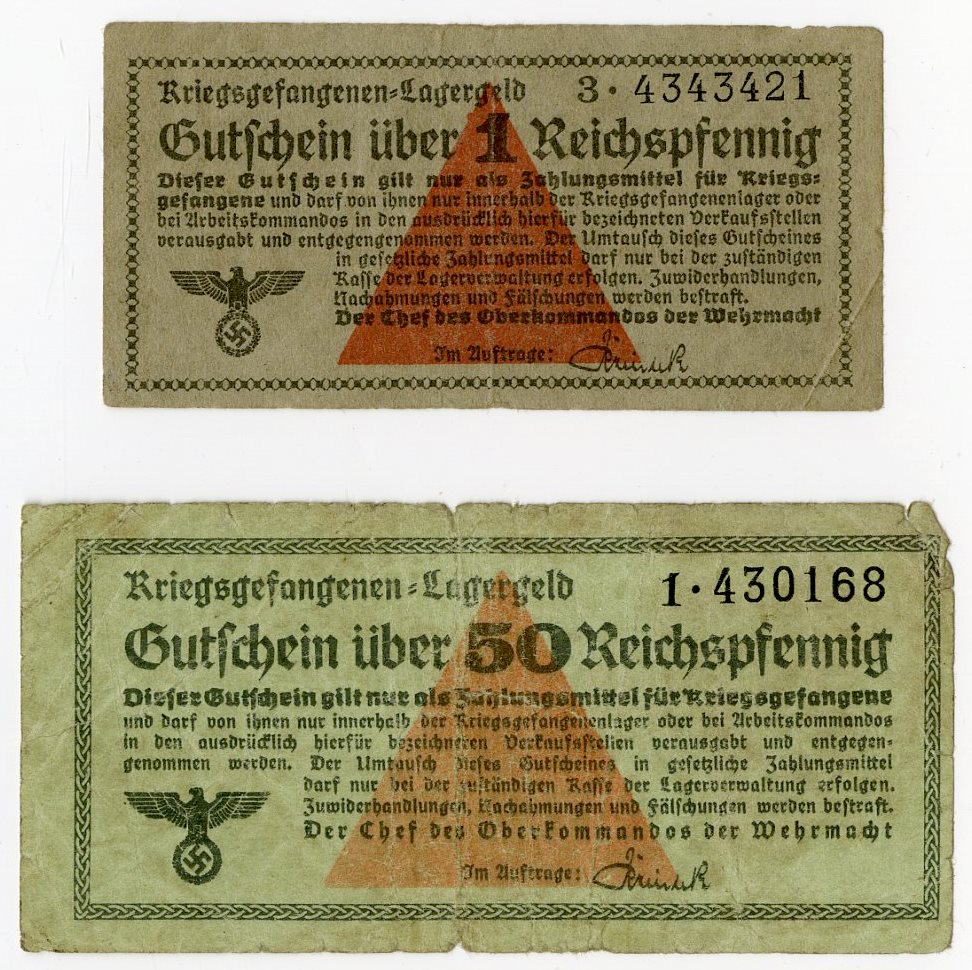 Kriegsgefangenen-Lagergeld 3·4343421
Gutschein über 1 Reichspfennig
Dieser Gutschein gilt nur als Zahlungsmittel für Kriegs-
gefangene und darf von ihnen nur innerhalb der Kriegsgefangenenlager oder
bei Arbeitskommandos in den ausdrücklich hierfür bezeichneten Verkaufsstellen
verausgabt und entgegengenommen werden. Der Umtausch dieses Gutscheines
in gesetzliche Zahlungsmittel darf nur bei der zuständigen
Kasse der Lagerverwaltung erfolgen. Zuwiderhandlungen,
Nachahmungen und Fälschungen werden bestraft.
Der Chef des Oberkommandos der Wehrmacht
Im Auftrage:
Kriegsgefangenen-Lagergeld 1·430168
Gutschein über 50 Reichspfennig
Dieser Gutschein gilt nur als Zahlungsmittel für Kriegsgefangene
und darf von ihnen nur innerhalb der Kriegsgefangenenlager oder bei Arbeitskommandos
in den ausdrücklich hierfür bezeichneten Verkaufsstellen verausgabt und entgegen-
genommen werden. Der Umtausch dieses Gutscheines in gesetzliche Zahlungsmittel
darf nur bei der zuständigen Kasse der Lagerverwaltung erfolgen.
Zuwiderhandlungen, Nachahmungen und Fälschungen werden bestraft.
Der Chef des Oberkommandos der Wehrmacht
Im Auftrage: